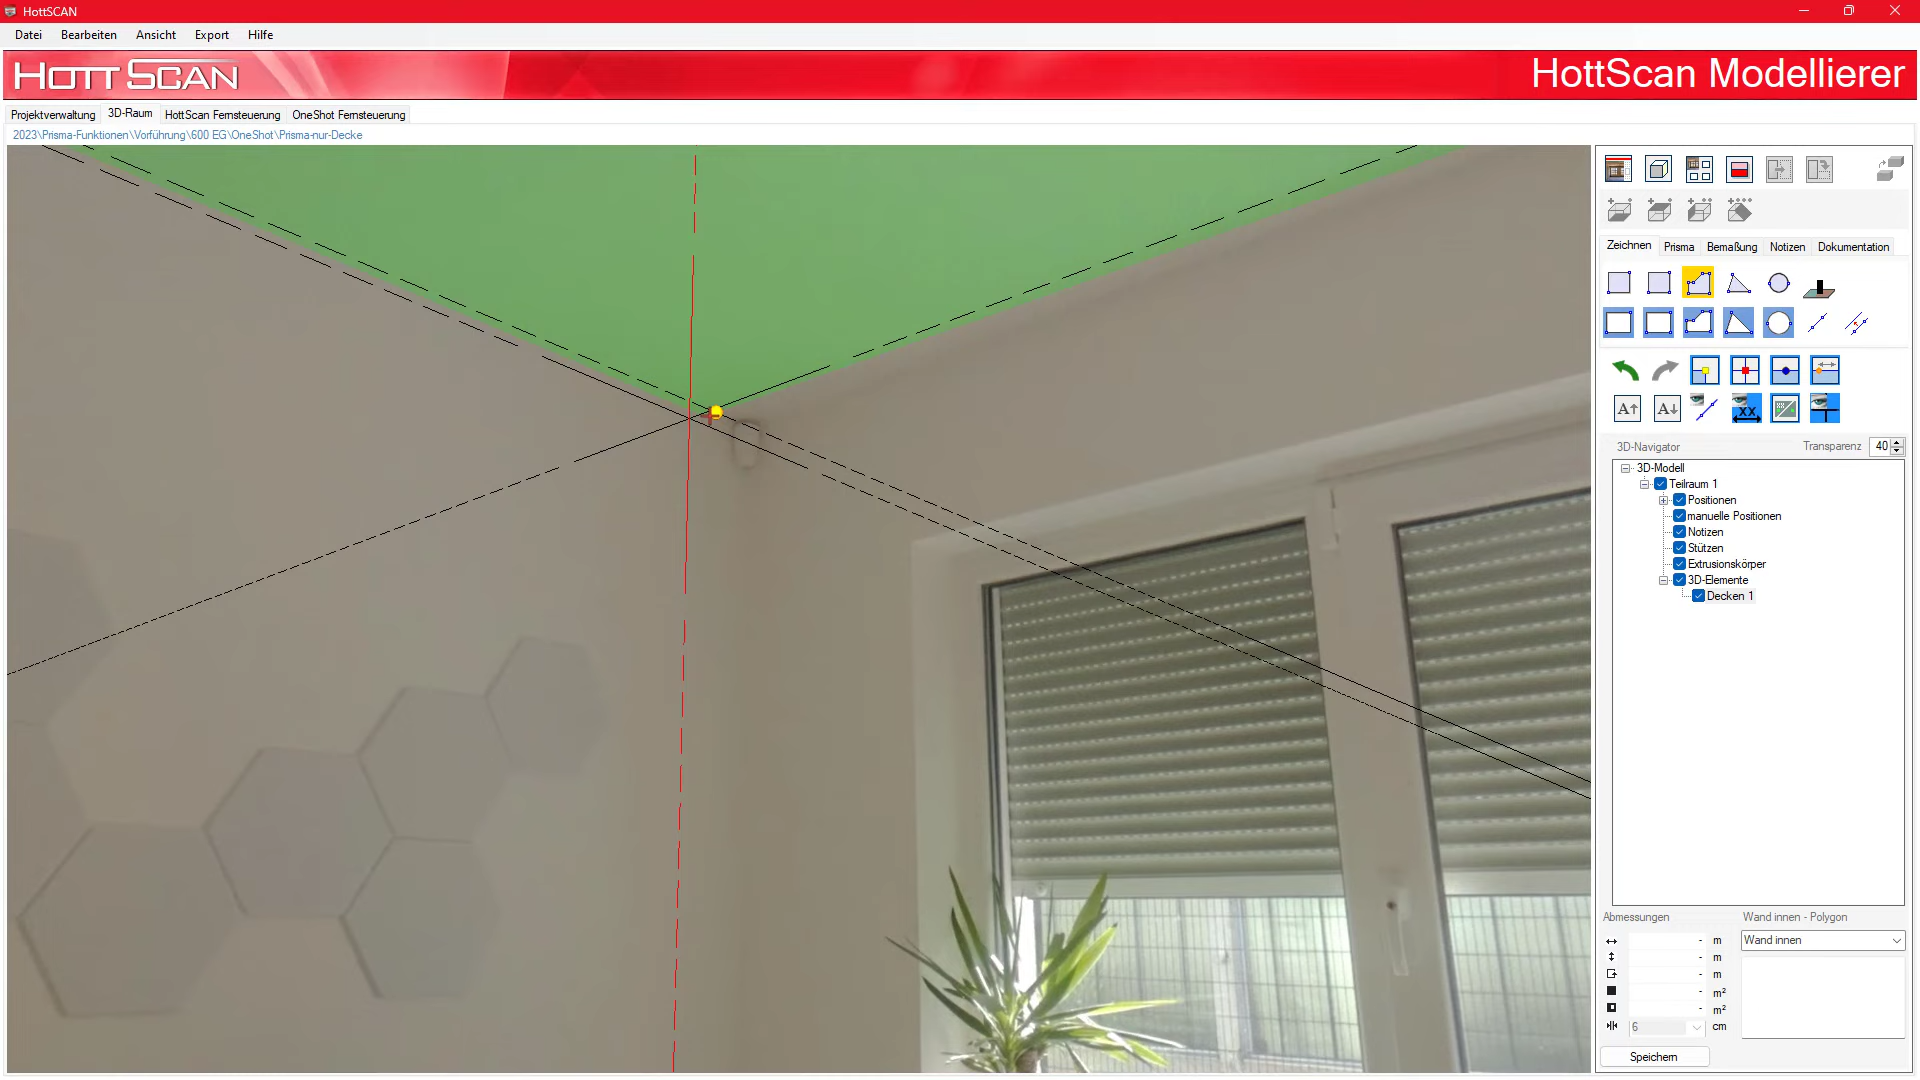 HottSCAN
Datei Bearbeiten Ansicht Export Hilfe
HOTTSCAN
HottScan Modellierer
Projektverwaltung 3D-Raum HottScan Fernsteuerung OneShot Fernsteuerung
2023\Prisma-Funktionen\Vorführung\600 EG\OneShot\Prisma-nur-Decke
Zeichnen Prisma Bemaßung Notizen Dokumentation
A A XX XX
3D-Navigator Transparenz 40
3D-Modell
Teilraum 1
Positionen
manuelle Positionen
Notizen
Stützen
Extrusionskörper
3D-Elemente
Decken 1
Abmessungen Wand innen - Polygon
- m Wand innen
- m
- m
- m²
- m²
6 cm
Speichern